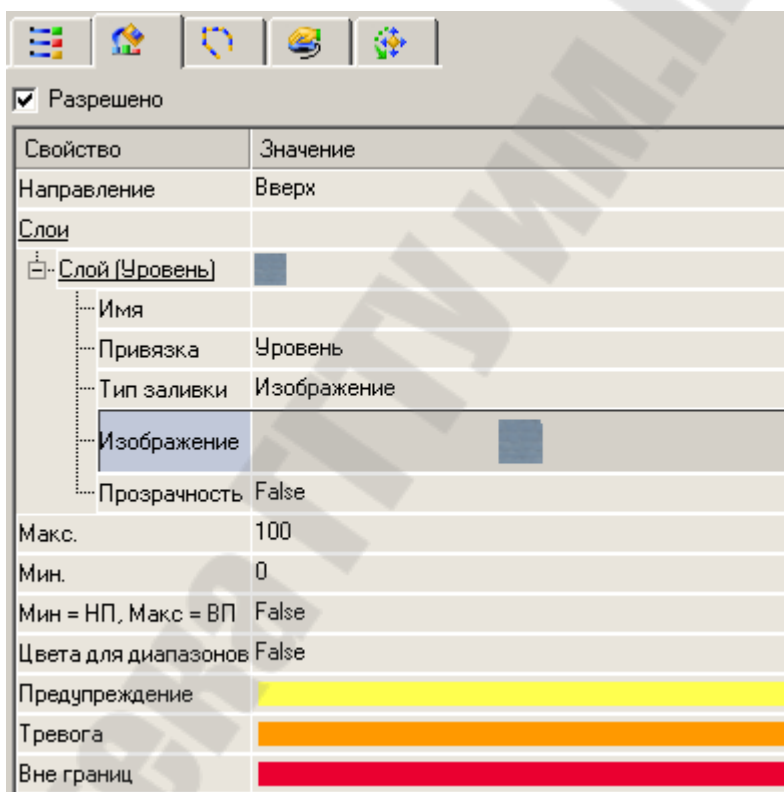 Разрешено
Свойство Значение
Направление Вверх
Слои
Слой (Уровень)
Имя
Привязка Уровень
Тип заливки Изображение
Изображение
Прозрачность False
Макс. 100
Мин. 0
Мин = НП, Макс = ВП False
Цвета для диапазонов False
Предупреждение
Тревога
Вне границ